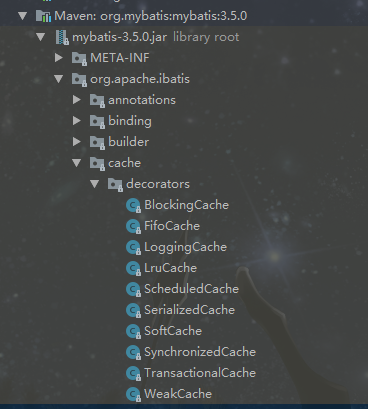 Maven: org.mybatis:mybatis:3.5.0
mybatis-3.5.0.jar library root
META-INF
org.apache.ibatis
annotations
binding
builder
cache
decorators
BlockingCache
FifoCache
LoggingCache
LruCache
ScheduledCache
SerializedCache
SoftCache
SynchronizedCache
TransactionalCache
WeakCache